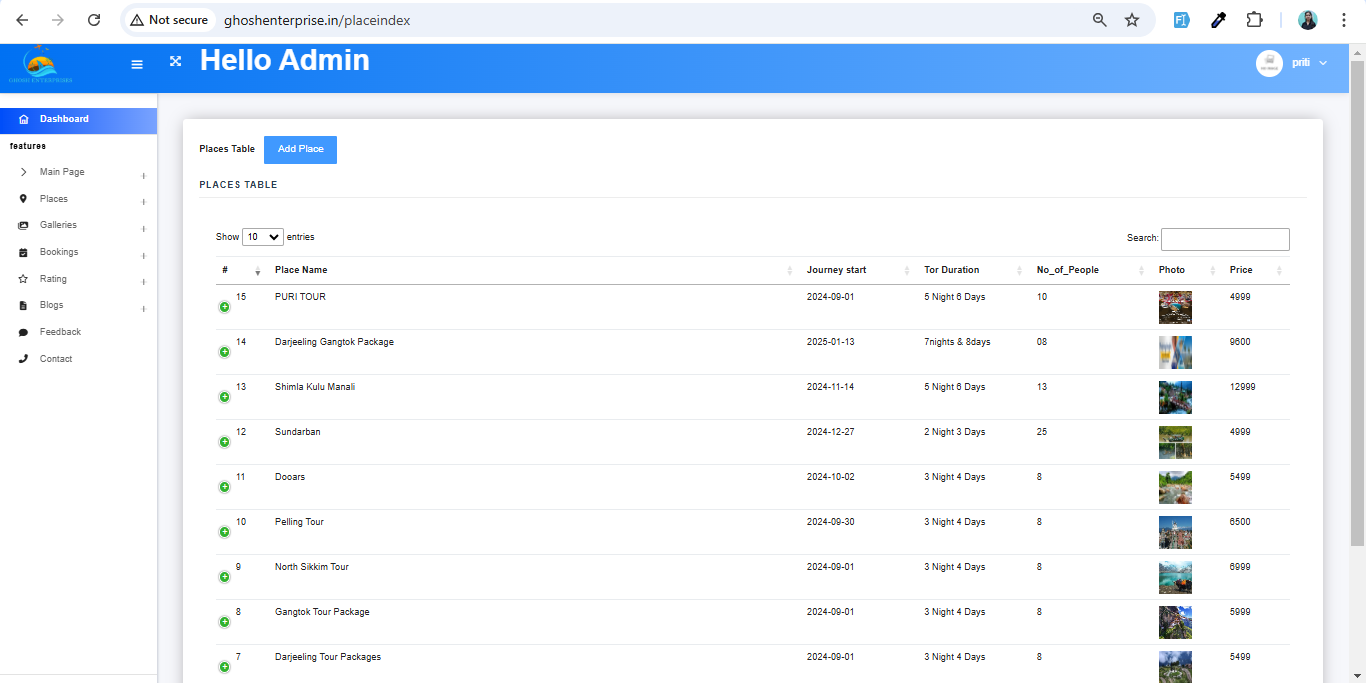 Not secure
ghoshenterprise.in/placeindex
GHOSH ENTERPRISE
Hello Admin
priti
Dashboard
features
Main Page
Places
Galleries
Bookings
Rating
Blogs
Feedback
Contact
Places Table Add Place
PLACES TABLE
Show 10 entries Search:
# Place Name Journey start Tor Duration No_of_People Photo Price
15 PURI TOUR 2024-09-01 5 Night 6 Days 10 4999
14 Darjeeling Gangtok Package 2025-01-13 7nights & 8days 08 9600
13 Shimla Kulu Manali 2024-11-14 5 Night 6 Days 13 12999
12 Sundarban 2024-12-27 2 Night 3 Days 25 4999
11 Dooars 2024-10-02 3 Night 4 Days 8 5499
10 Pelling Tour 2024-09-30 3 Night 4 Days 8 6500
9 North Sikkim Tour 2024-09-01 3 Night 4 Days 8 6999
8 Gangtok Tour Package 2024-09-01 3 Night 4 Days 8 5999
7 Darjeeling Tour Packages 2024-09-01 3 Night 4 Days 8 5499